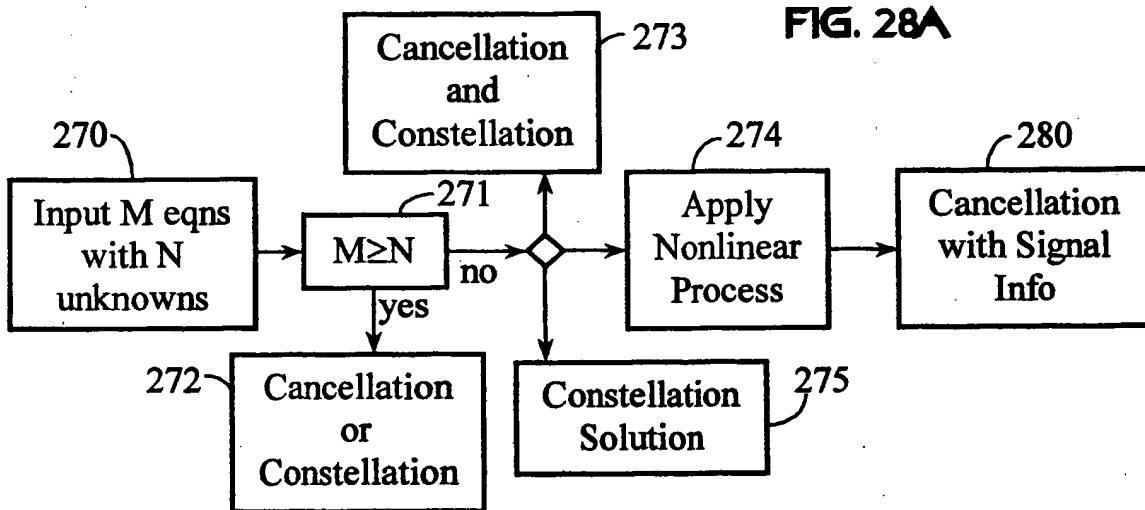 FIG. 28A
273
Cancellation
and
Constellation
270
Input M eqns
with N
unknowns
271
M≥N
no
yes
274
Apply
Nonlinear
Process
280
Cancellation
with Signal
Info
272
Cancellation
or
Constellation
275
Constellation
Solution